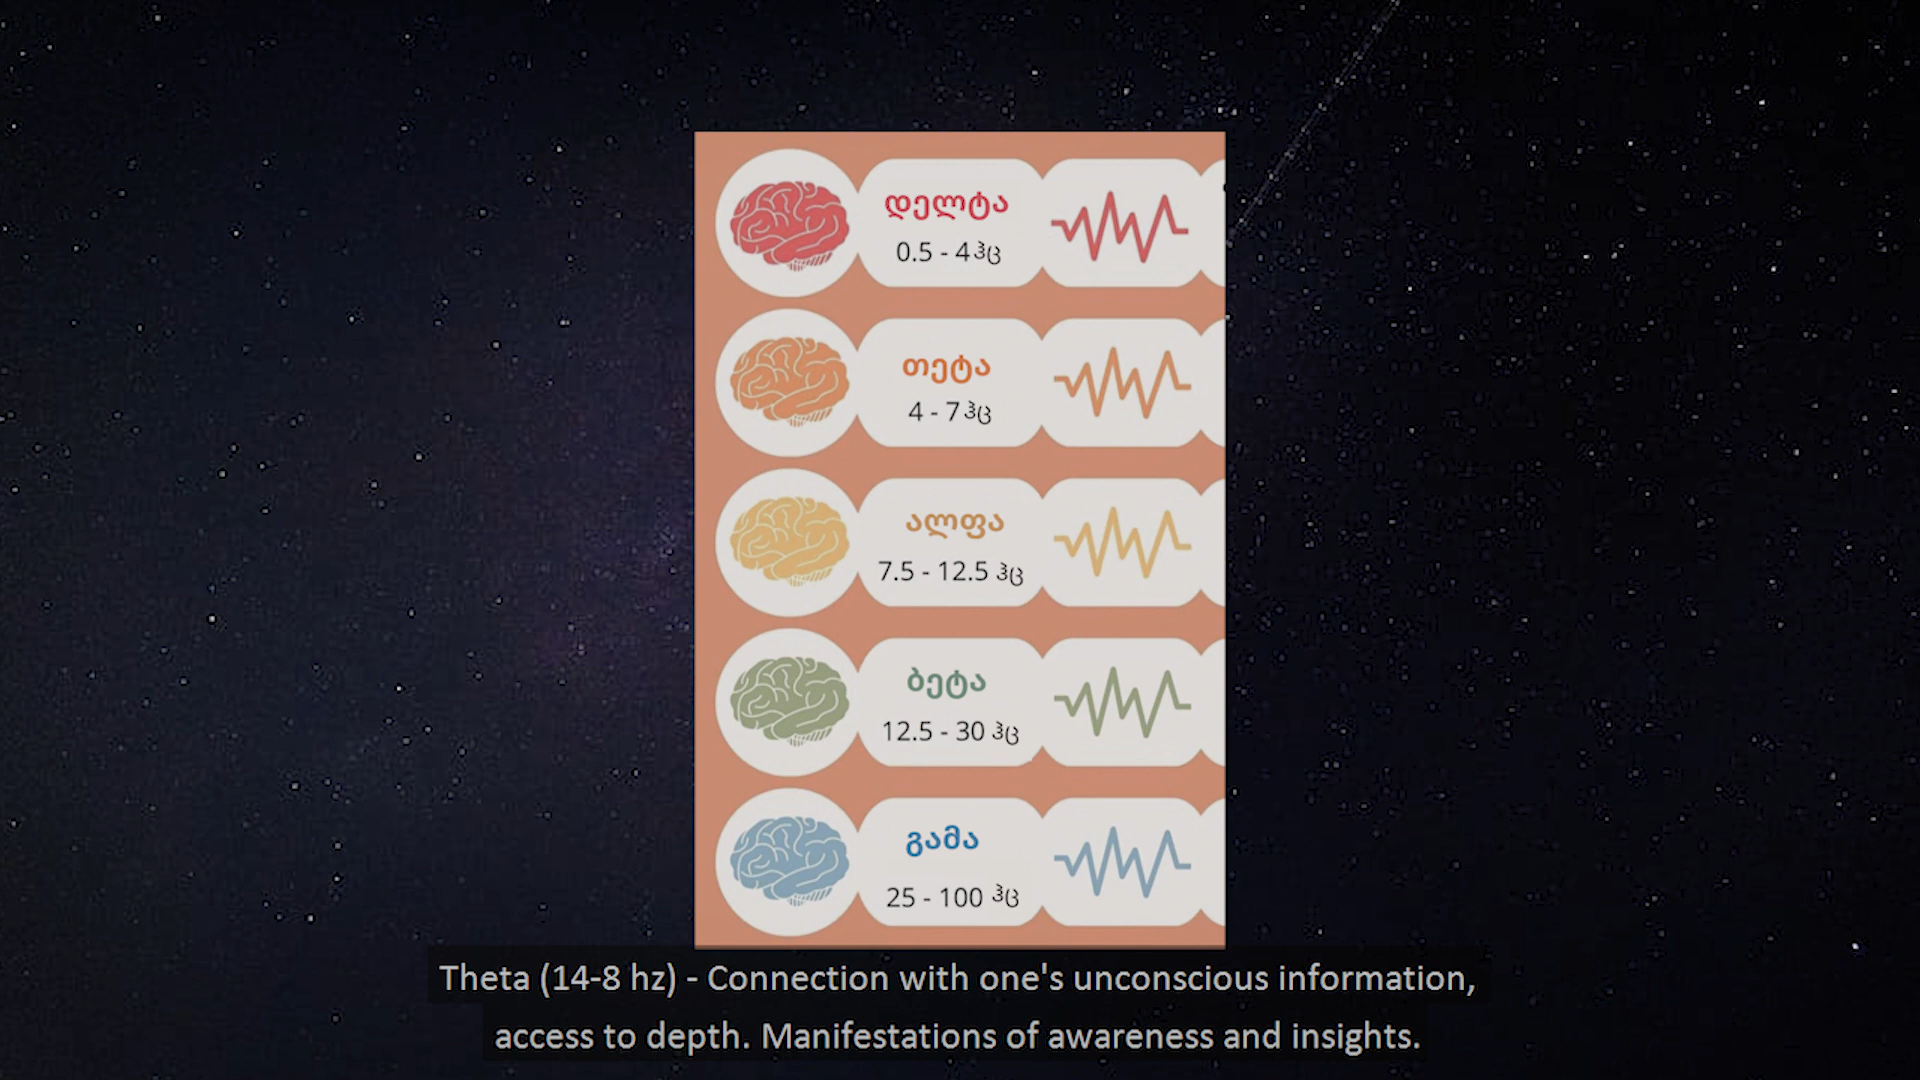 დელტა
0.5 - 4 ჰც
თეტა
4 - 7 ჰც
ალფა
7.5 - 12.5 ჰც
ბეტა
12.5 - 30 ჰც
გამა
25 - 100 ჰც
Theta (14-8 hz) - Connection with one's unconscious information,
access to depth. Manifestations of awareness and insights.